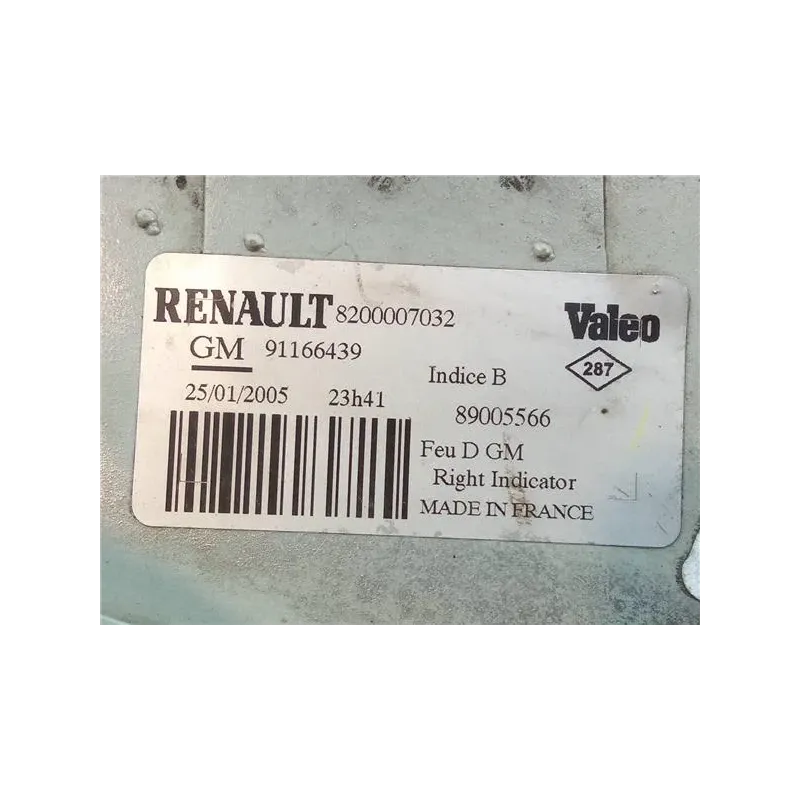 RENAULT 8200007032 Valeo
GM 91166439
287
Indice B
25/01/2005 23h41
89005566
Feu D GM
Right Indicator
MADE IN FRANCE